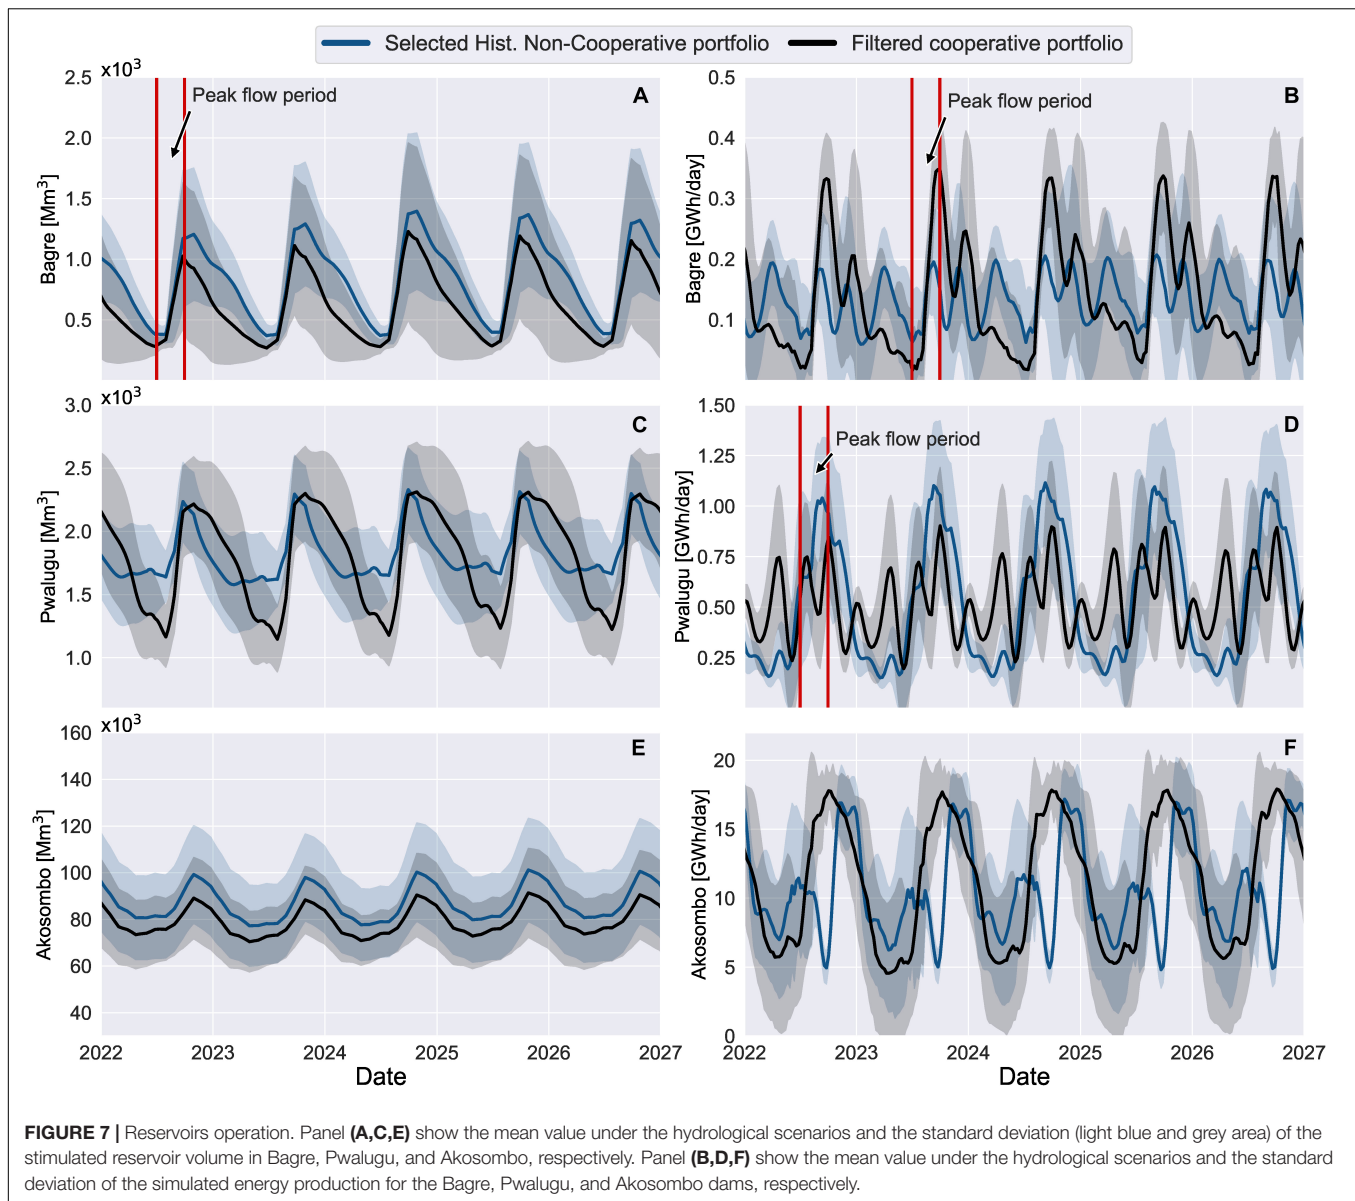 Selected Hist. Non-Cooperative portfolio Filtered cooperative portfolio
x10³
2.5
2.0
1.5
1.0
0.5
Bagre [Mm³]
Peak flow period
A
0.5
0.4
0.3
0.2
0.1
Bagre [GWh/day]
Peak flow period
B
x10³
3.0
2.5
2.0
1.5
1.0
Pwalugu [Mm³]
C
1.50
1.25
1.00
0.75
0.50
0.25
Pwalugu [GWh/day]
Peak flow period
D
x10³
160
140
120
100
80
60
40
Akosombo [Mm³]
E
2022 2023 2024 2025 2026 2027
Date
20
15
10
5
0
Akosombo [GWh/day]
F
2022 2023 2024 2025 2026 2027
Date
FIGURE 7 | Reservoirs operation. Panel (A,C,E) show the mean value under the hydrological scenarios and the standard deviation (light blue and grey area) of the
stimulated reservoir volume in Bagre, Pwalugu, and Akosombo, respectively. Panel (B,D,F) show the mean value under the hydrological scenarios and the standard
deviation of the simulated energy production for the Bagre, Pwalugu, and Akosombo dams, respectively.